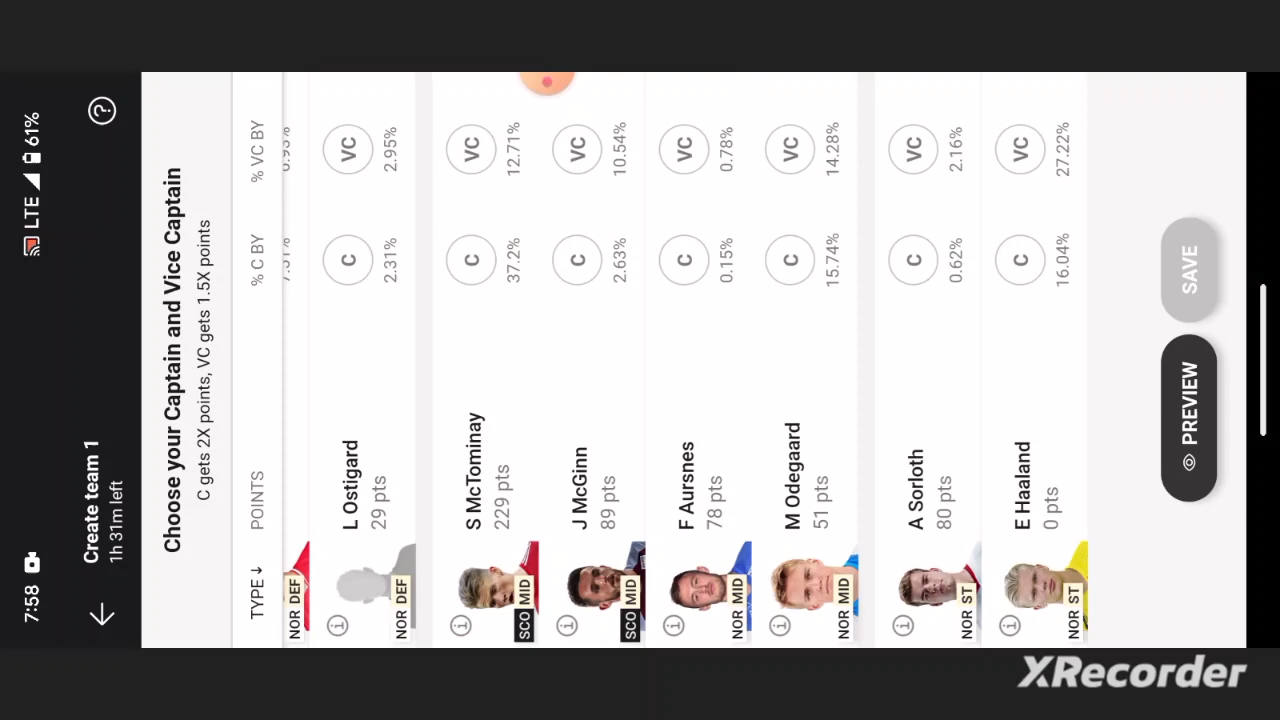 7:58 LTE 61%
Create team 1
1h 31m left
Choose your Captain and Vice Captain
C gets 2X points, VC gets 1.5X points
TYPE ↓ POINTS % C BY % VC BY
NOR DEF
L Ostigard C VC
29 pts 2.31% 2.95%
NOR DEF
S McTominay C VC
229 pts 37.2% 12.71%
SCO MID
J McGinn C VC
89 pts 2.63% 10.54%
SCO MID
F Aursnes C VC
78 pts 0.15% 0.78%
NOR MID
M Odegaard C VC
51 pts 15.74% 14.28%
NOR MID
A Sorloth C VC
80 pts 0.62% 2.16%
NOR ST
E Haaland C VC
0 pts 16.04% 27.22%
NOR ST
PREVIEW SAVE
XRecorder